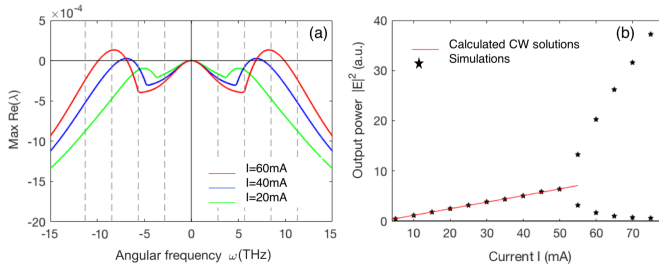 ×10⁻⁴
5
0
-5
-10
-15
-20
Max Re(λ)
(a)
I=60mA
I=40mA
I=20mA
-15 -10 -5 0 5 10 15
Angular frequency ω(THz)
40
30
20
10
0
Output power |E|² (a.u.)
(b)
Calculated CW solutions
Simulations
10 20 30 40 50 60 70
Current I (mA)